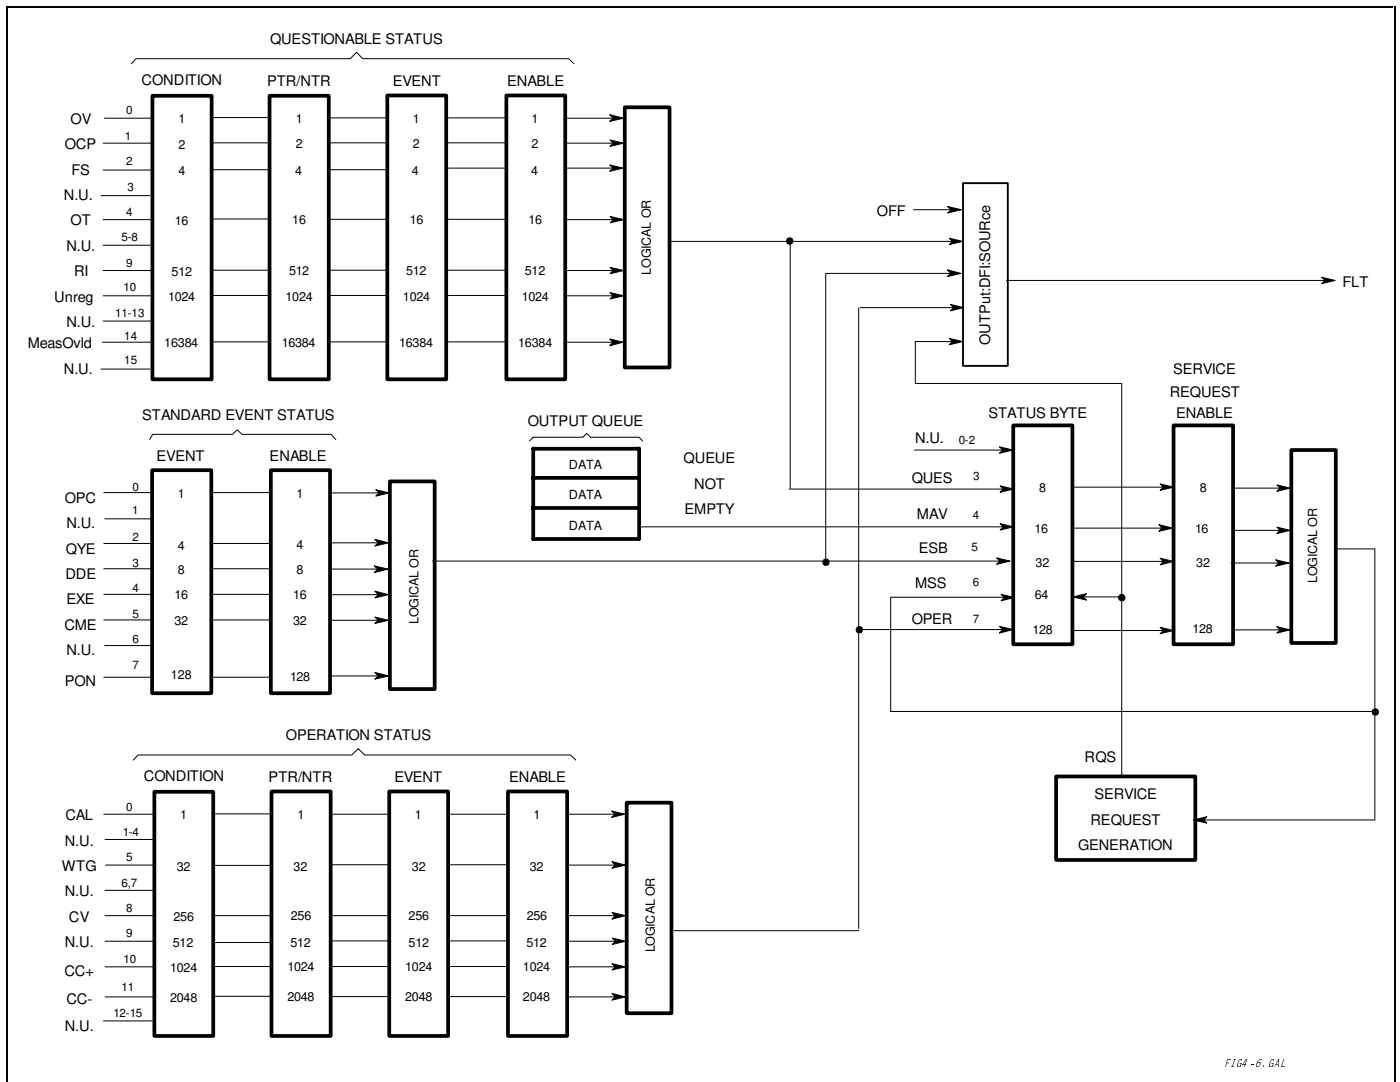 QUESTIONABLE STATUS
CONDITION PTR/NTR EVENT ENABLE
OV 0 1 1 1 1
OCP 1 2 2 2 2
FS 2 4 4 4 4
N.U. 3
OT 4 16 16 16 16
N.U. 5-8
RI 9 512 512 512 512
Unreg 10 1024 1024 1024 1024
N.U. 11-13
MeasOvld 14 16384 16384 16384 16384
N.U. 15
LOGICAL OR
OFF
OUTPut:DFI:SOURce
FLT
STANDARD EVENT STATUS
EVENT ENABLE
OPC 0 1 1
N.U. 1
QYE 2 4 4
DDE 3 8 8
EXE 4 16 16
CME 5 32 32
N.U. 6
PON 7 128 128
LOGICAL OR
OUTPUT QUEUE
DATA
DATA
DATA
QUEUE
NOT
EMPTY
STATUS BYTE
SERVICE
REQUEST
ENABLE
N.U. 0-2
QUES 3 8 8
MAV 4 16 16
ESB 5 32 32
MSS 6 64
OPER 7 128 128
LOGICAL OR
RQS
SERVICE
REQUEST
GENERATION
OPERATION STATUS
CONDITION PTR/NTR EVENT ENABLE
CAL 0 1 1 1 1
N.U. 1-4
WTG 5 32 32 32 32
N.U. 6,7
CV 8 256 256 256 256
N.U. 9 512 512 512 512
CC+ 10 1024 1024 1024 1024
CC- 11 2048 2048 2048 2048
N.U. 12-15
LOGICAL OR
FIG4-6.GAL